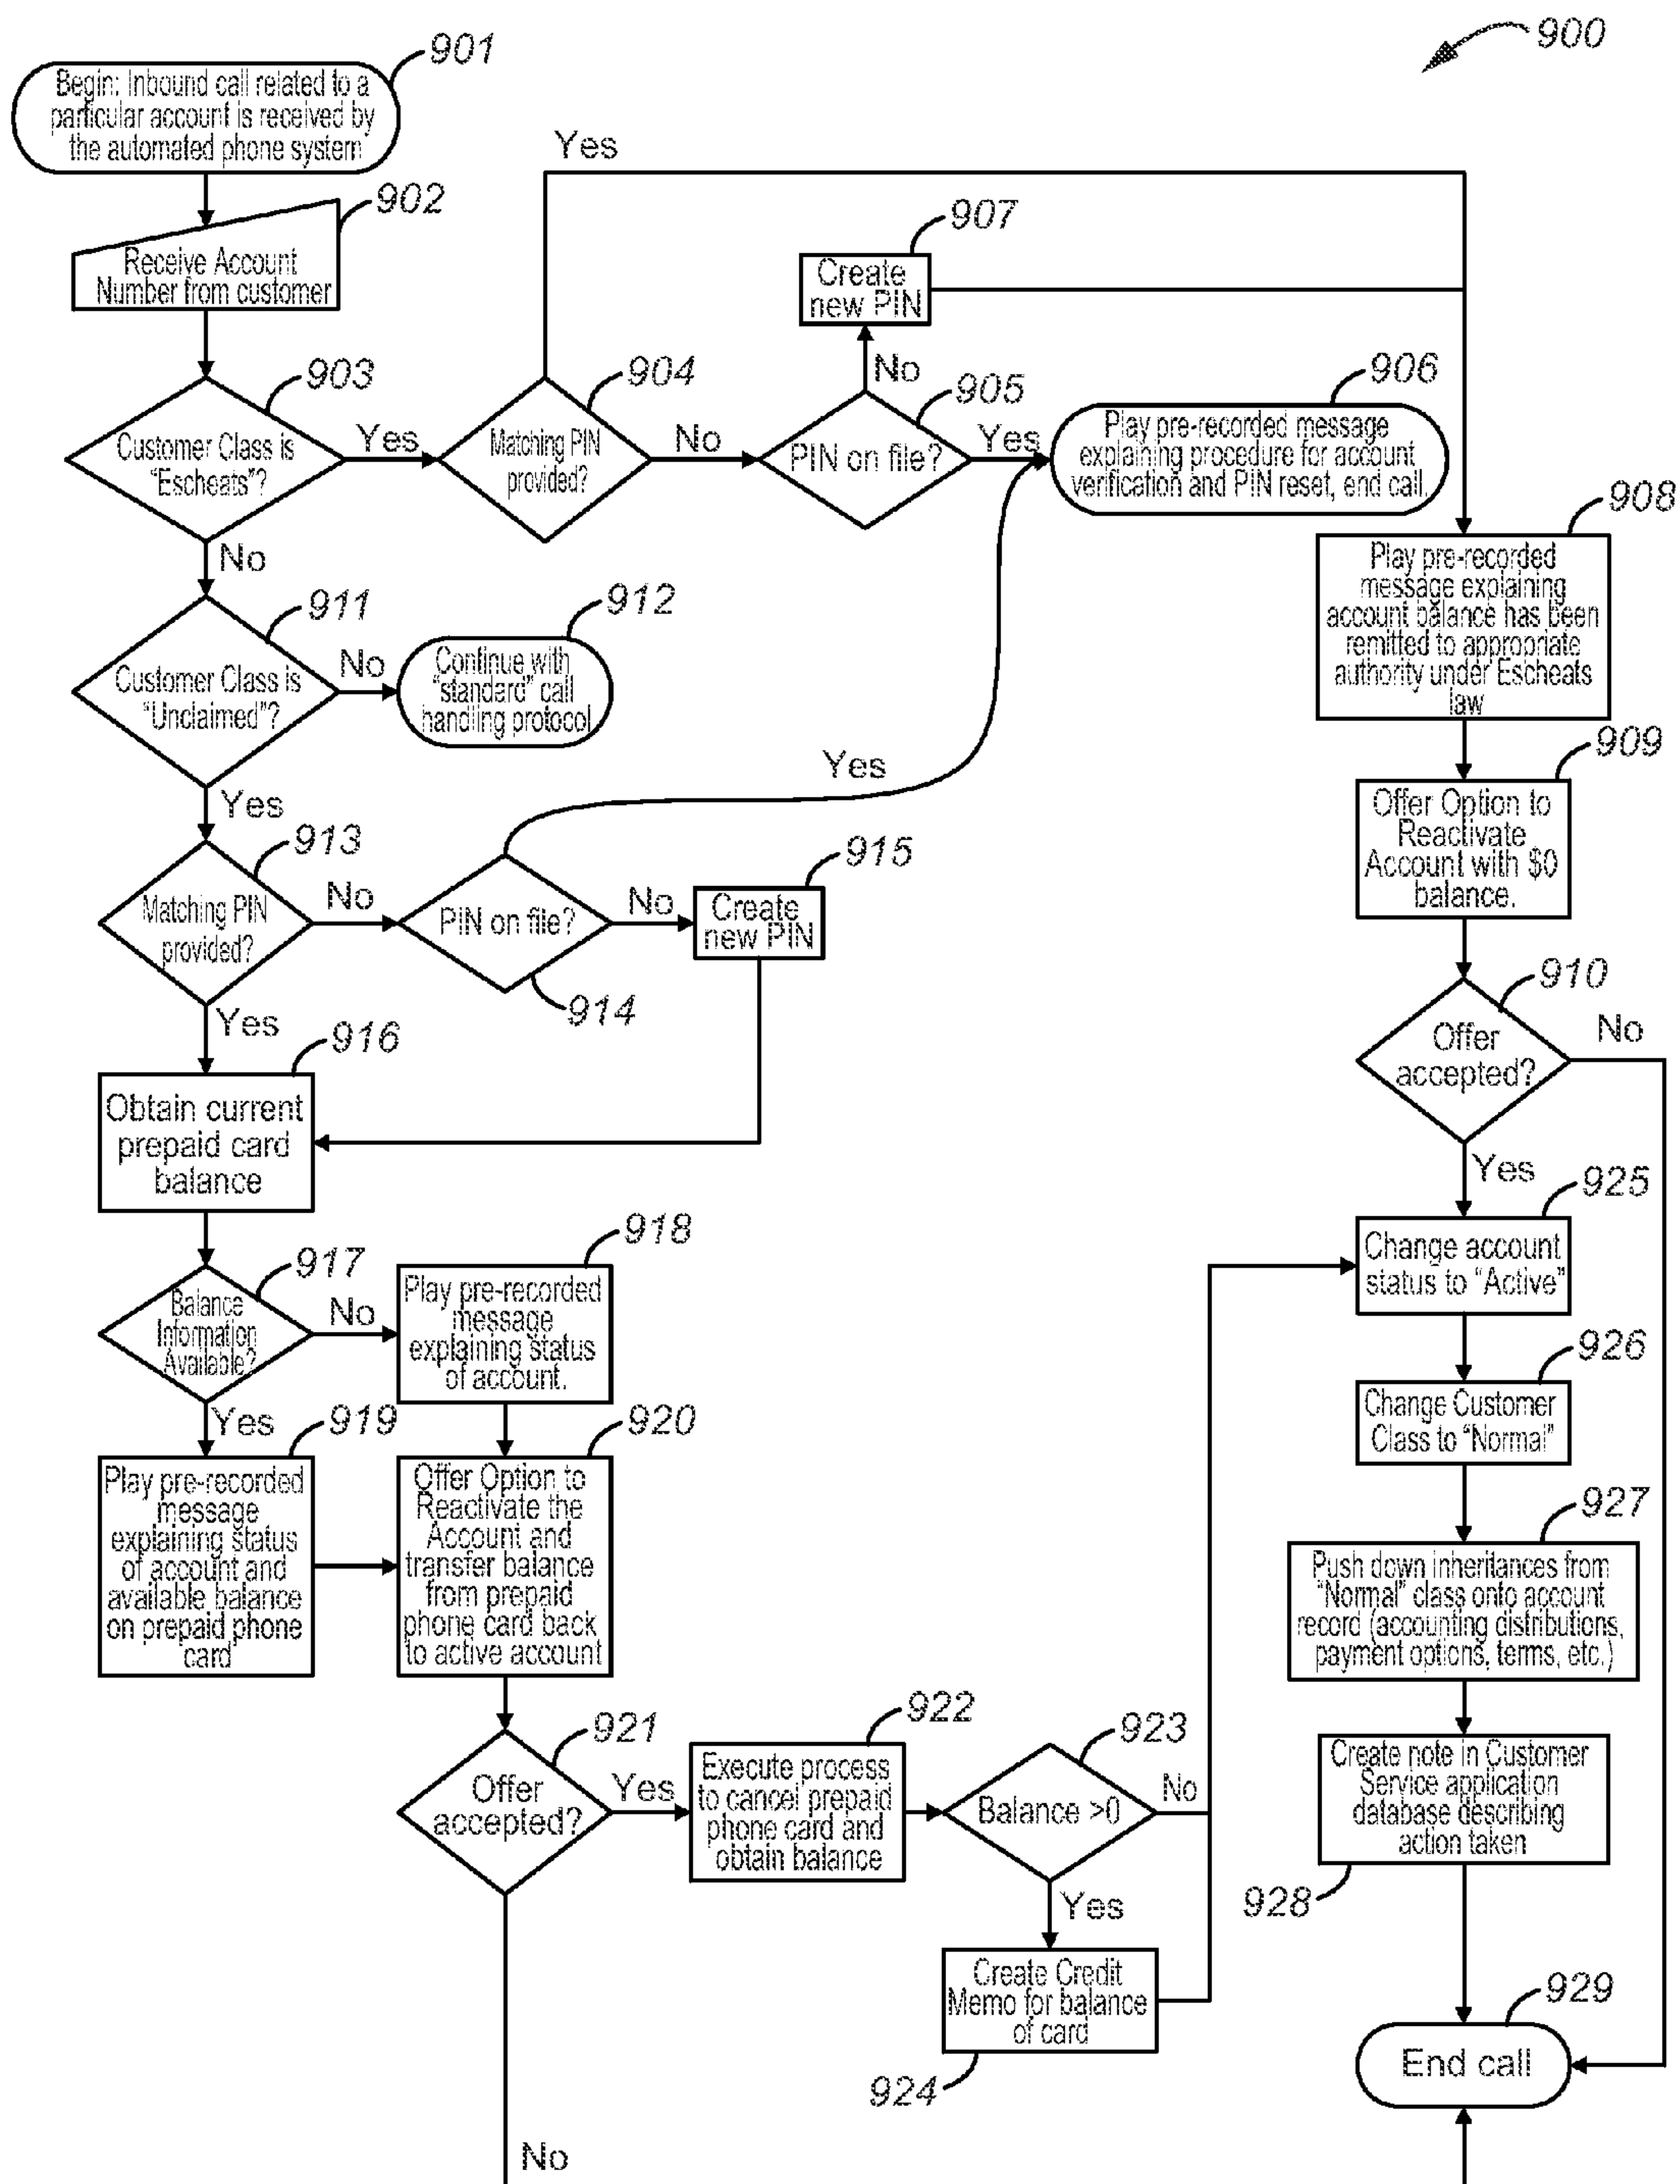 900
901
Begin: Inbound call related to a
particular account is received by
the automated phone system
902
Receive Account
Number from customer
903
Customer Class is
"Escheats"?
Yes
No
904
Matching PIN
provided?
Yes
No
905
PIN on file?
No
Yes
907
Create
new PIN
906
Play pre-recorded message
explaining procedure for account
verification and PIN reset, end call.
908
Play pre-recorded
message explaining
account balance has been
remitted to appropriate
authority under Escheats
law
909
Offer Option to
Reactivate
Account with $0
balance.
910
Offer
accepted?
No
Yes
911
Customer Class is
"Unclaimed"?
No
Yes
912
Continue with
"standard" call
handling protocol
913
Matching PIN
provided?
No
Yes
914
PIN on file?
Yes
No
915
Create
new PIN
916
Obtain current
prepaid card
balance
917
Balance
Information
Available?
No
Yes
918
Play pre-recorded
message
explaining status
of account.
919
Play pre-recorded
message
explaining status
of account and
available balance
on prepaid phone
card
920
Offer Option to
Reactivate the
Account and
transfer balance
from prepaid
phone card back
to active account
921
Offer
accepted?
Yes
No
922
Execute process
to cancel prepaid
phone card and
obtain balance
923
Balance >0
No
Yes
924
Create Credit
Memo for balance
of card
925
Change account
status to "Active"
926
Change Customer
Class to "Normal"
927
Push down inheritances from
"Normal" class onto account
record (accounting distributions,
payment options, terms, etc.)
928
Create note in Customer
Service application
database describing
action taken
929
End call